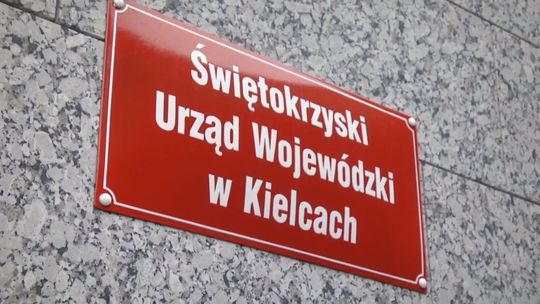 Świętokrzyski
Urząd Wojewódzki
w Kielcach